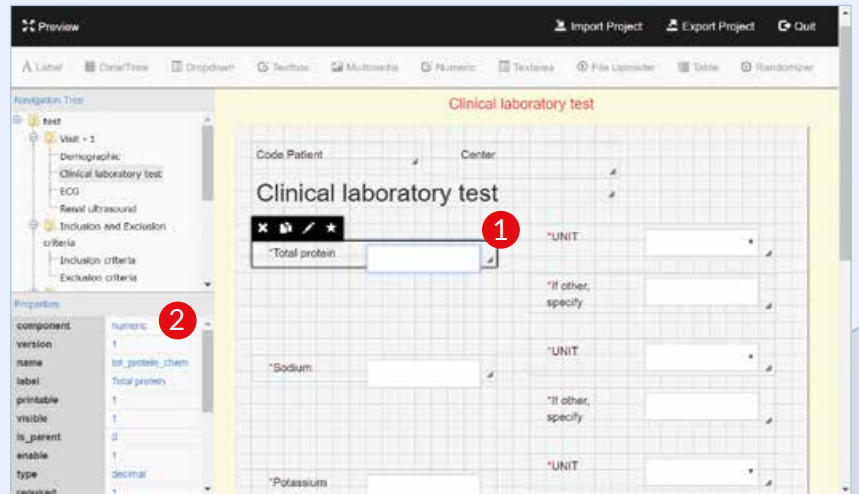 Preview Import Project Export Project Quit
Label Date/Time Dropdown Textbox Multimedia Numeric Textarea File Uploader Table Randomizer
Navigation Tree
test
Visit - 1
Demographic
Clinical laboratory test
ECG
Renal ultrasound
Inclusion and Exclusion
criteria
Inclusion criteria
Exclusion criteria
Properties
2
component numeric
version 1
name tot_protein_chem
label Total protein
printable 1
visible 1
is_parent 0
enable 1
type decimal
required 1
Clinical laboratory test
Code Patient Center
Clinical laboratory test
1
*Total protein *UNIT
*If other,
specify
*Sodium *UNIT
*If other,
specify
*Potassium *UNIT